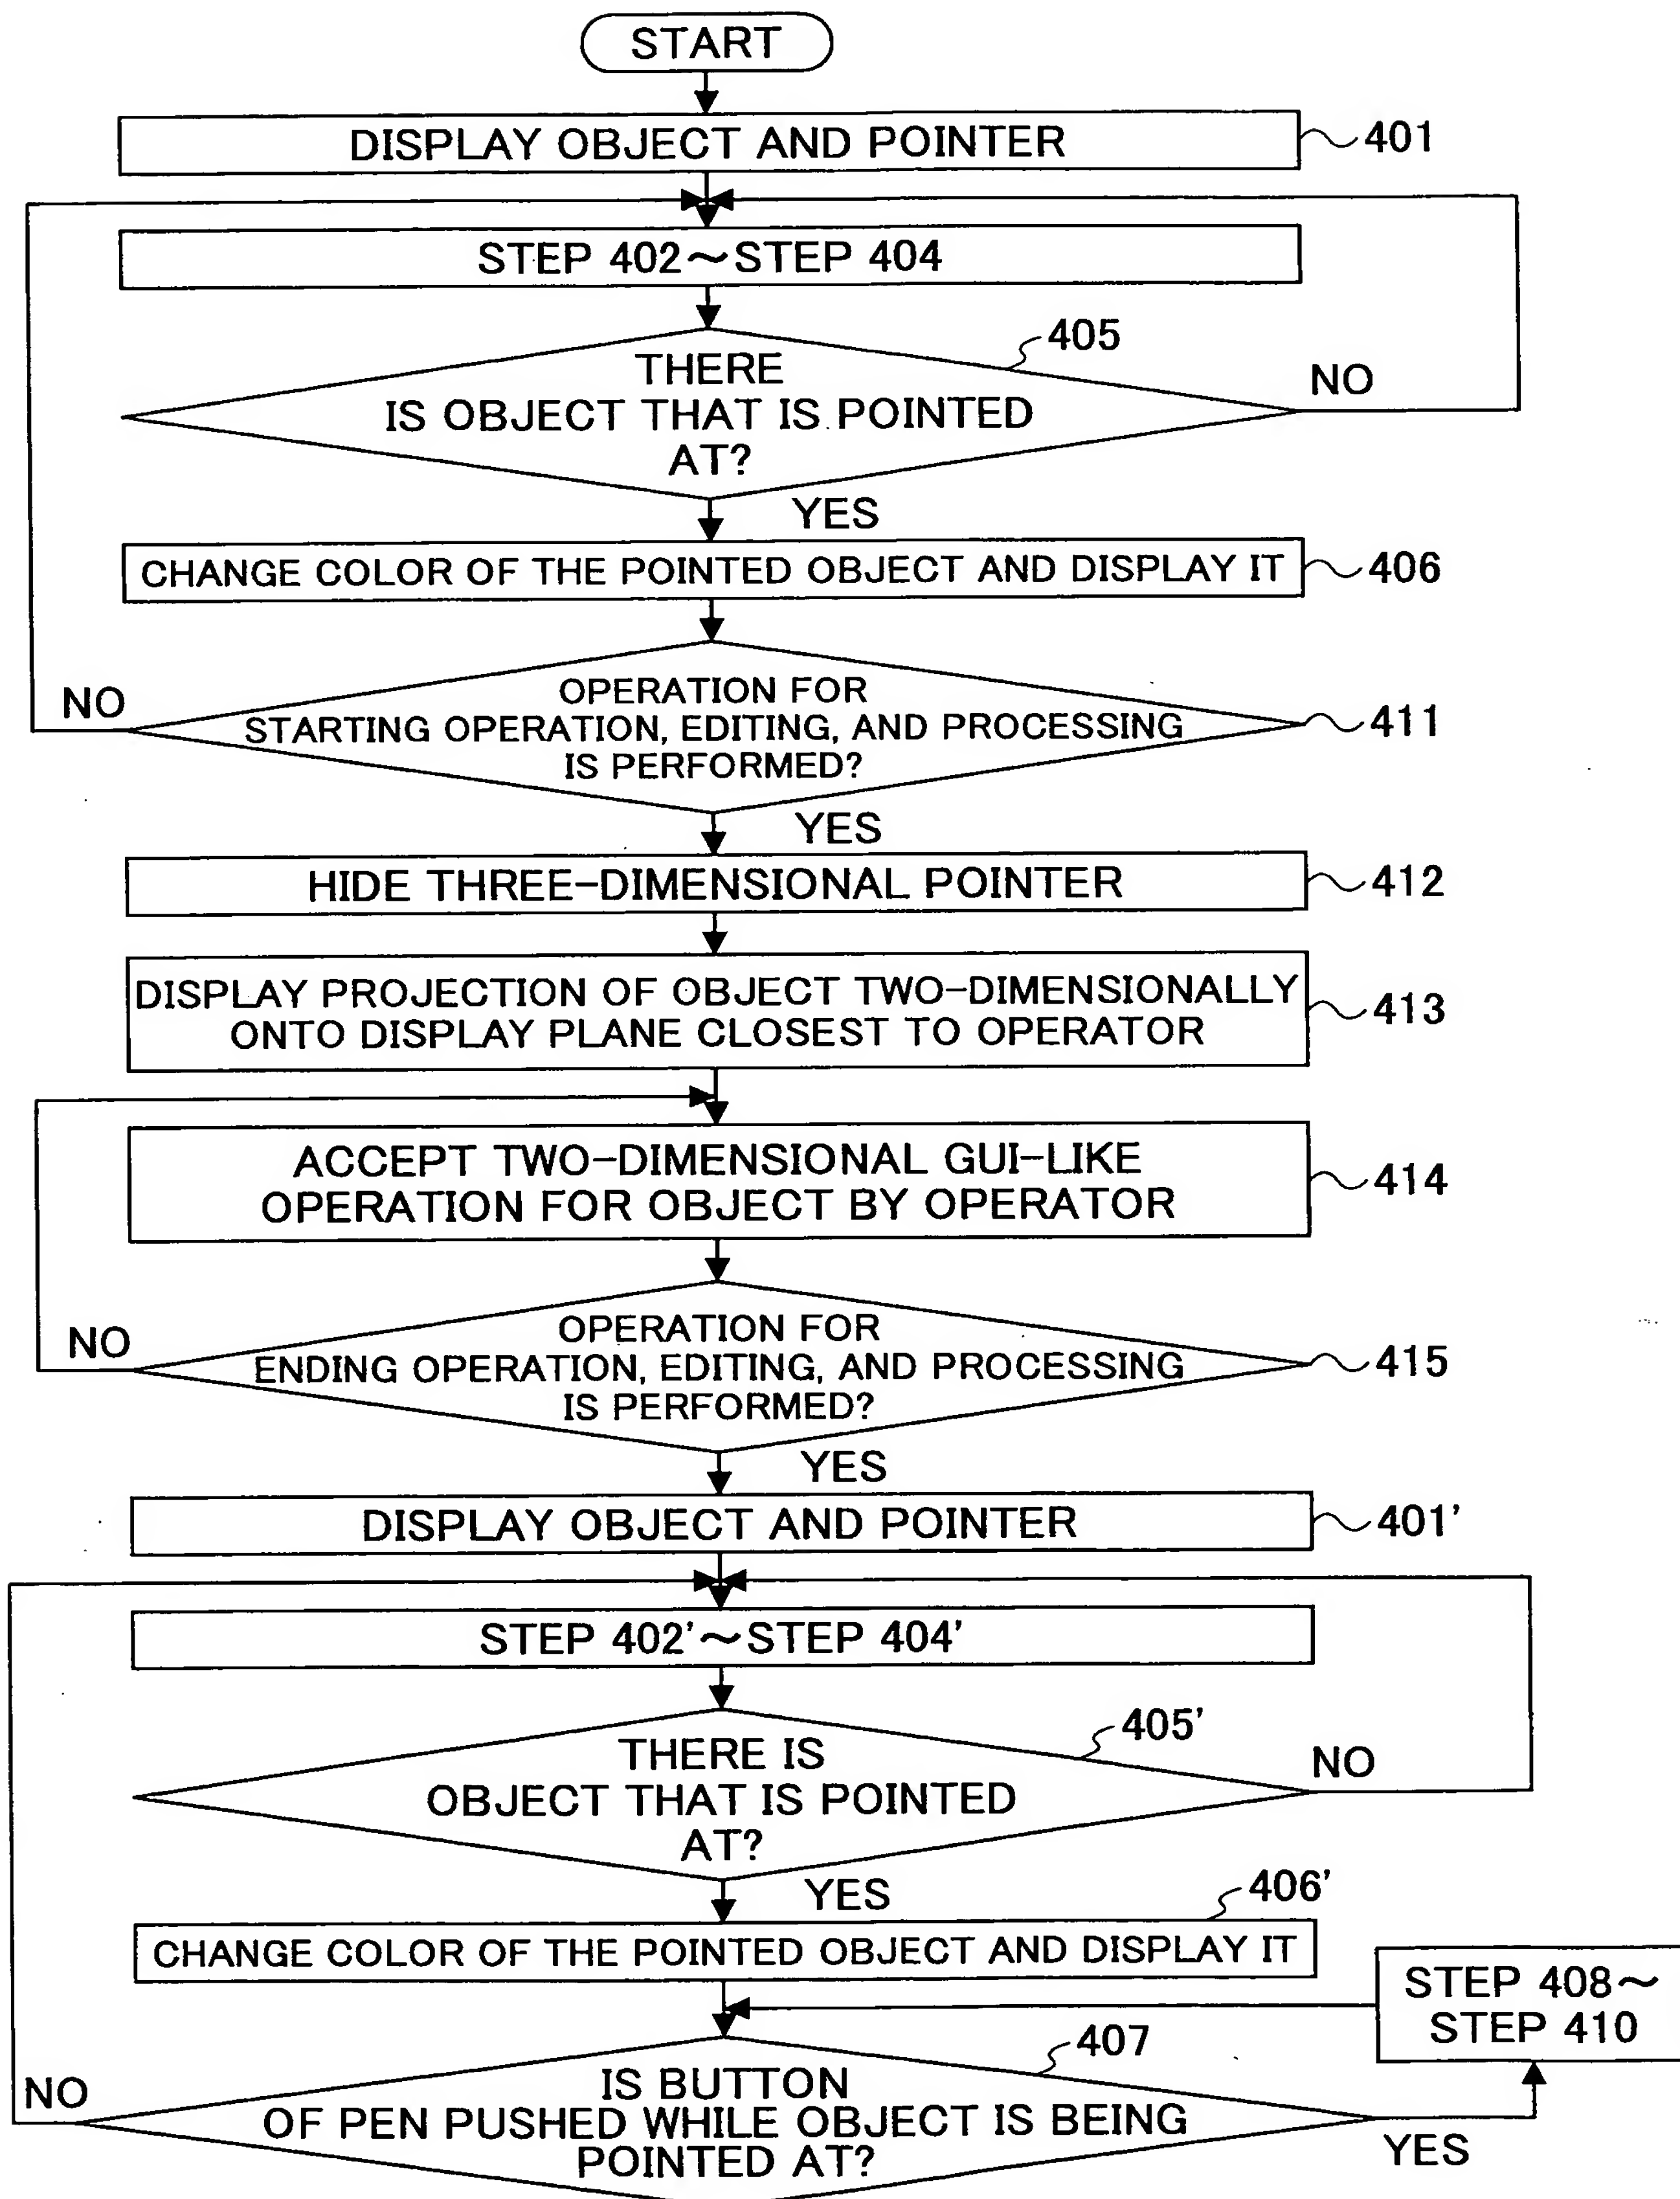 START
DISPLAY OBJECT AND POINTER
401
STEP 402～STEP 404
405
THERE
IS OBJECT THAT IS POINTED
AT?
NO
YES
CHANGE COLOR OF THE POINTED OBJECT AND DISPLAY IT
406
NO
OPERATION FOR
STARTING OPERATION, EDITING, AND PROCESSING
IS PERFORMED?
411
YES
HIDE THREE-DIMENSIONAL POINTER
412
DISPLAY PROJECTION OF OBJECT TWO-DIMENSIONALLY
ONTO DISPLAY PLANE CLOSEST TO OPERATOR
413
ACCEPT TWO-DIMENSIONAL GUI-LIKE
OPERATION FOR OBJECT BY OPERATOR
414
NO
OPERATION FOR
ENDING OPERATION, EDITING, AND PROCESSING
IS PERFORMED?
415
YES
DISPLAY OBJECT AND POINTER
401'
STEP 402'～STEP 404'
405'
THERE IS
OBJECT THAT IS POINTED
AT?
NO
YES
406'
CHANGE COLOR OF THE POINTED OBJECT AND DISPLAY IT
STEP 408～
STEP 410
407
NO
IS BUTTON
OF PEN PUSHED WHILE OBJECT IS BEING
POINTED AT?
YES